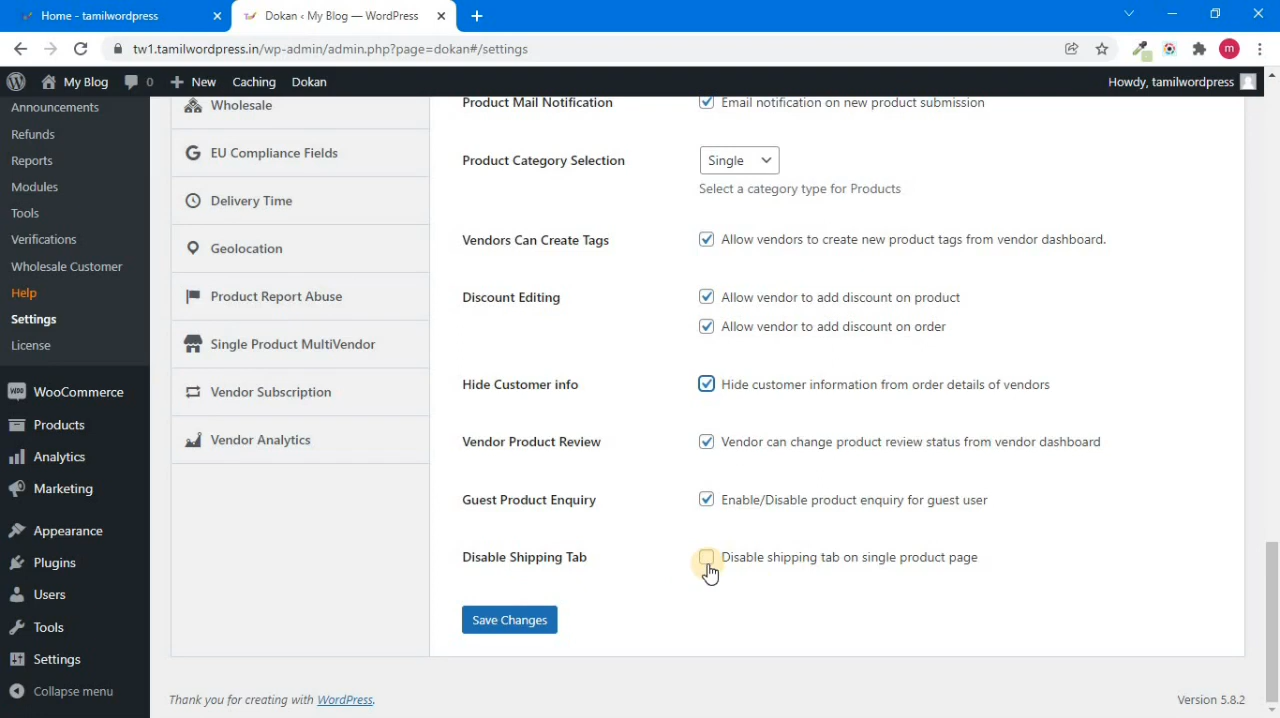 Home - tamilwordpress
Dokan ‹ My Blog — WordPress
tw1.tamilwordpress.in/wp-admin/admin.php?page=dokan#/settings
m
My Blog
0
New
Caching
Dokan
Howdy, tamilwordpress
Announcements
Refunds
Reports
Modules
Tools
Verifications
Wholesale Customer
Help
Settings
License
WooCommerce
Products
Analytics
Marketing
Appearance
Plugins
Users
Tools
Settings
Collapse menu
Wholesale
EU Compliance Fields
Delivery Time
Geolocation
Product Report Abuse
Single Product MultiVendor
Vendor Subscription
Vendor Analytics
Product Mail Notification
Email notification on new product submission
Product Category Selection
Single
Select a category type for Products
Vendors Can Create Tags
Allow vendors to create new product tags from vendor dashboard.
Discount Editing
Allow vendor to add discount on product
Allow vendor to add discount on order
Hide Customer info
Hide customer information from order details of vendors
Vendor Product Review
Vendor can change product review status from vendor dashboard
Guest Product Enquiry
Enable/Disable product enquiry for guest user
Disable Shipping Tab
Disable shipping tab on single product page
Save Changes
Thank you for creating with WordPress.
Version 5.8.2